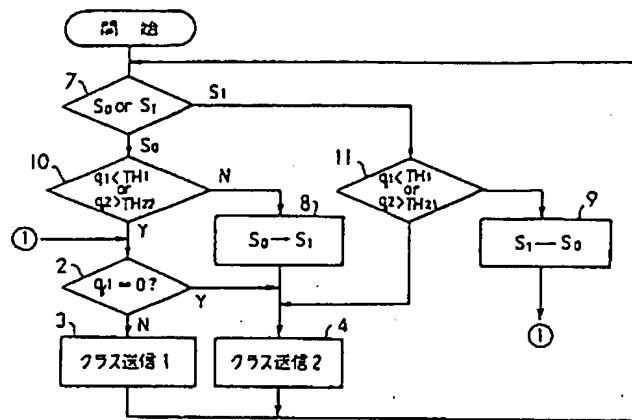 開始
7
S₀ or S₁
S1
S₀
10
q1<TH1
or
q2>TH22
N
Y
11
q1<TH1
or
q2>TH21
8
S₀→S₁
9
S₁→S₀
①
2
q1=0?
Y
N
3
クラス送信1
4
クラス送信2
①